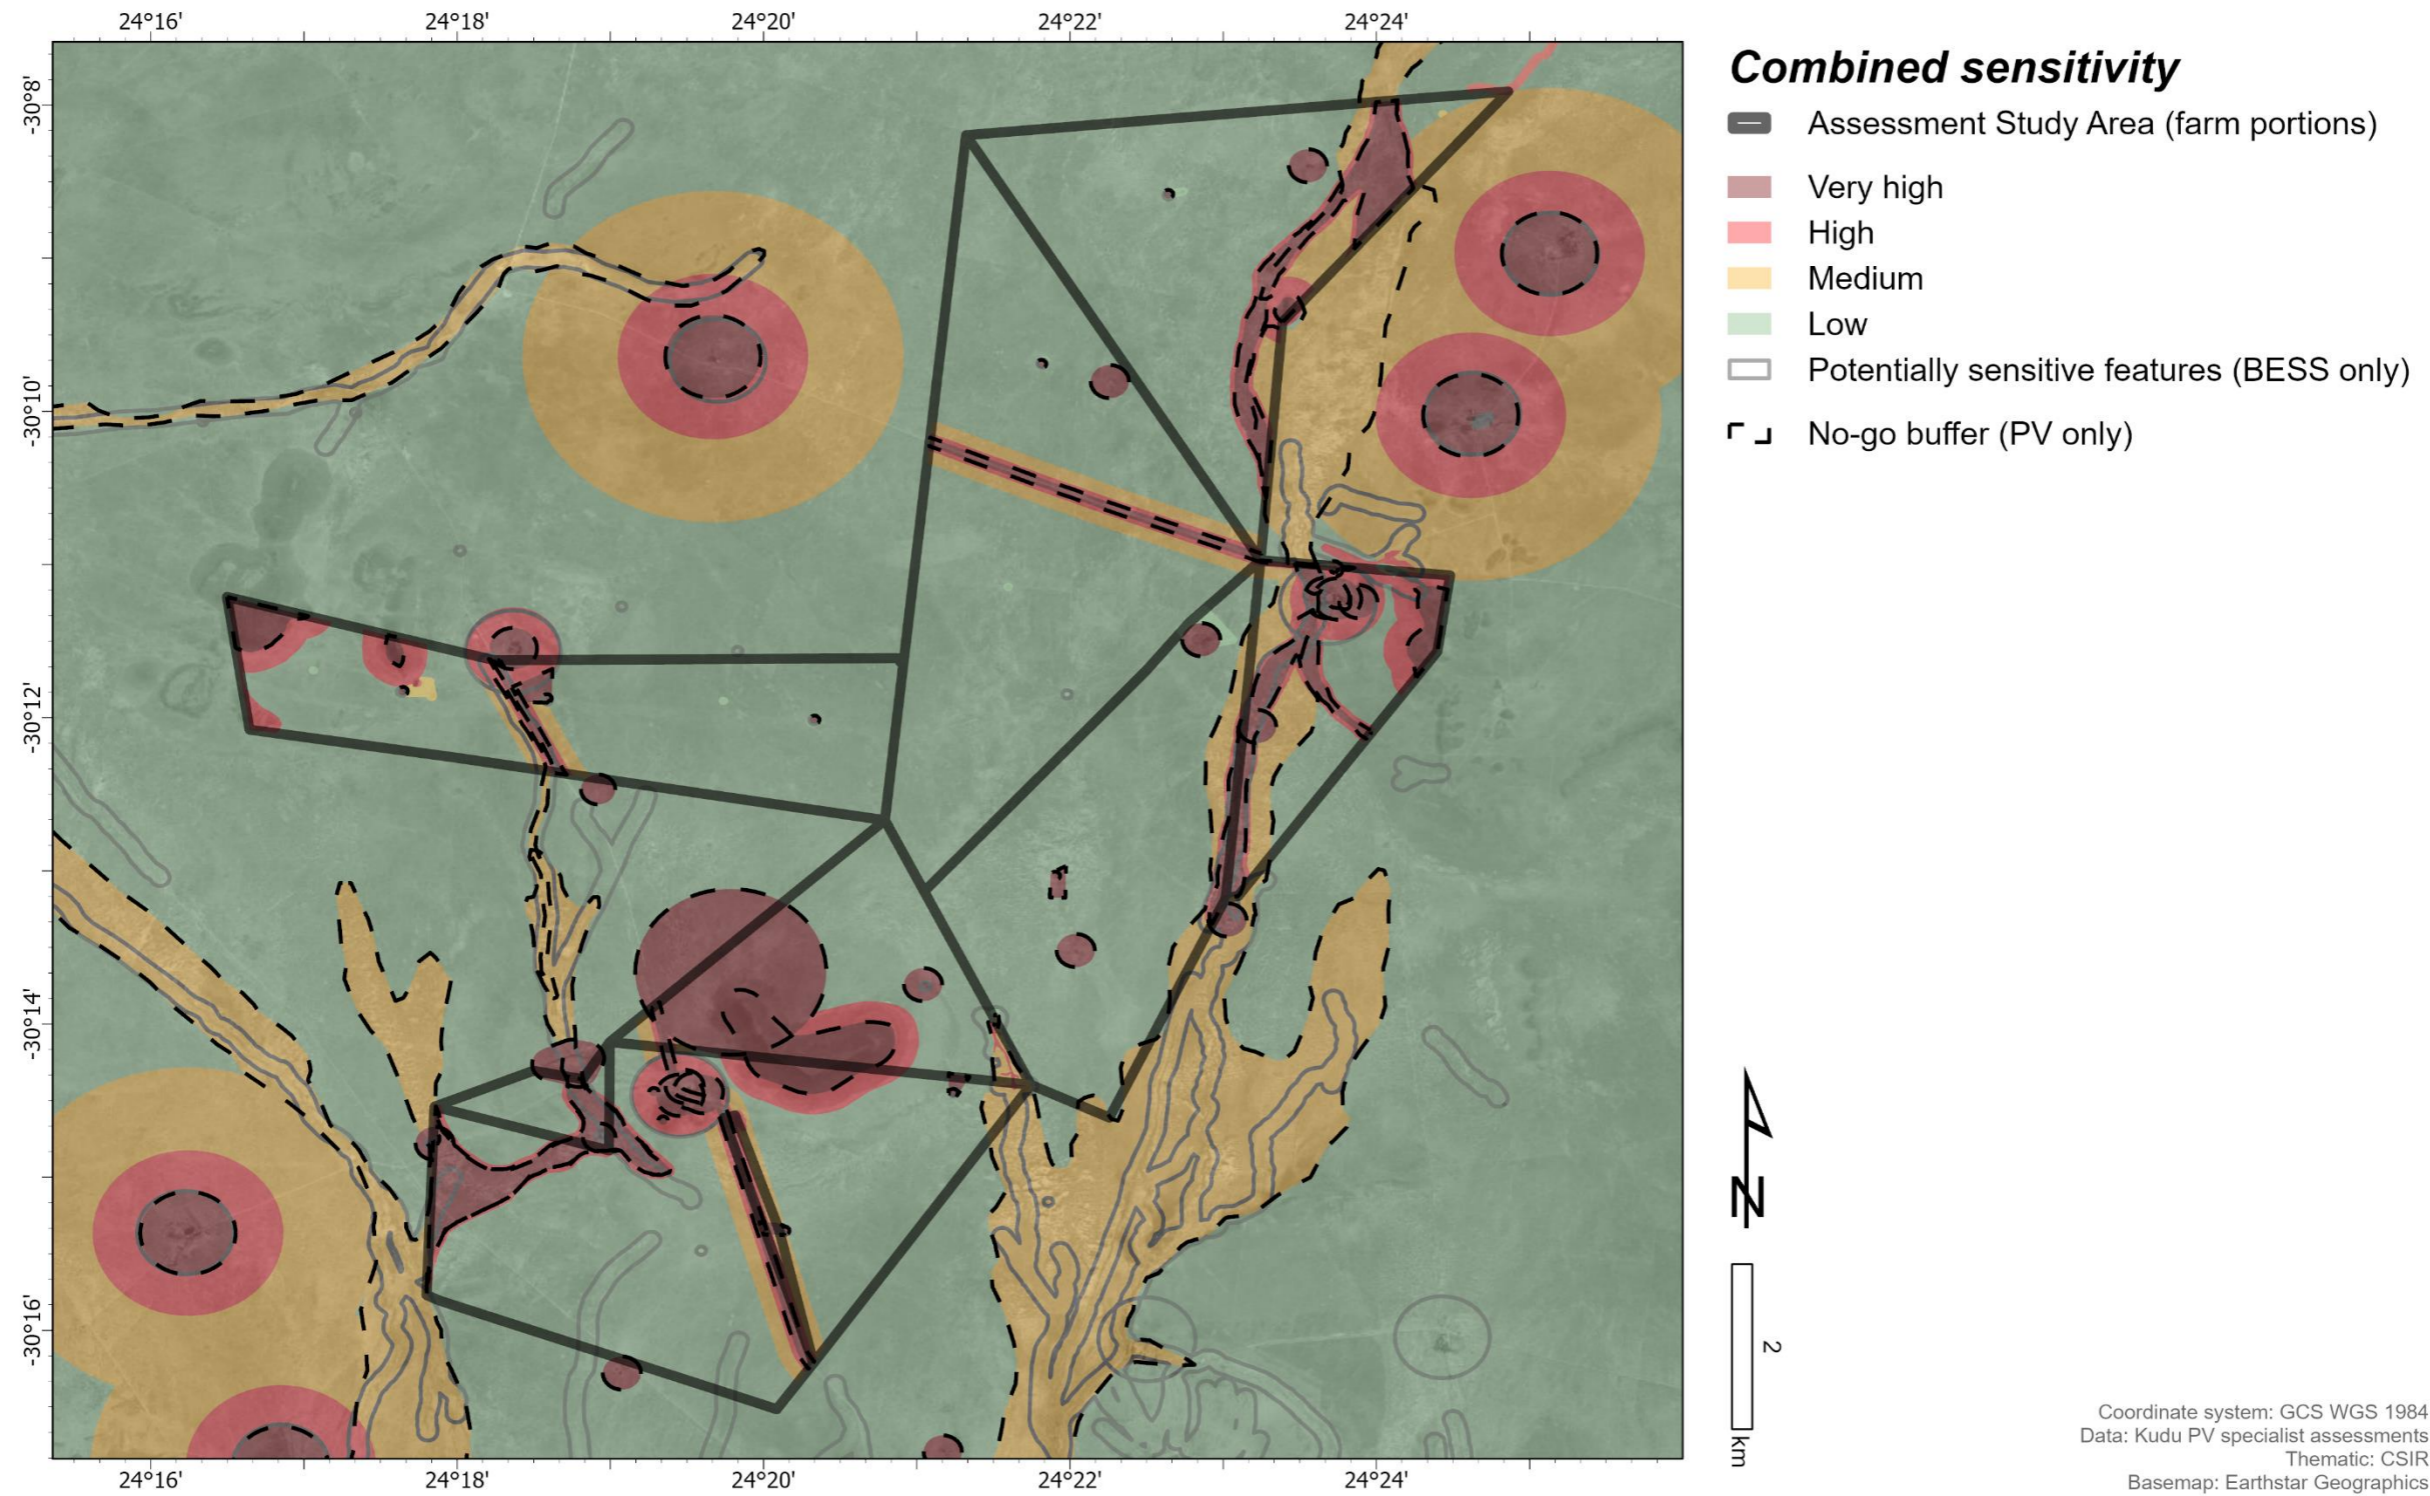 24°16' 24°18' 24°20' 24°22' 24°24'
-30°8'
-30°10'
-30°12'
-30°14'
-30°16'
24°16' 24°18' 24°20' 24°22' 24°24'
Combined sensitivity
Assessment Study Area (farm portions)
Very high
High
Medium
Low
Potentially sensitive features (BESS only)
No-go buffer (PV only)
N
2
km
Coordinate system: GCS WGS 1984
Data: Kudu PV specialist assessments
Thematic: CSIR
Basemap: Earthstar Geographics